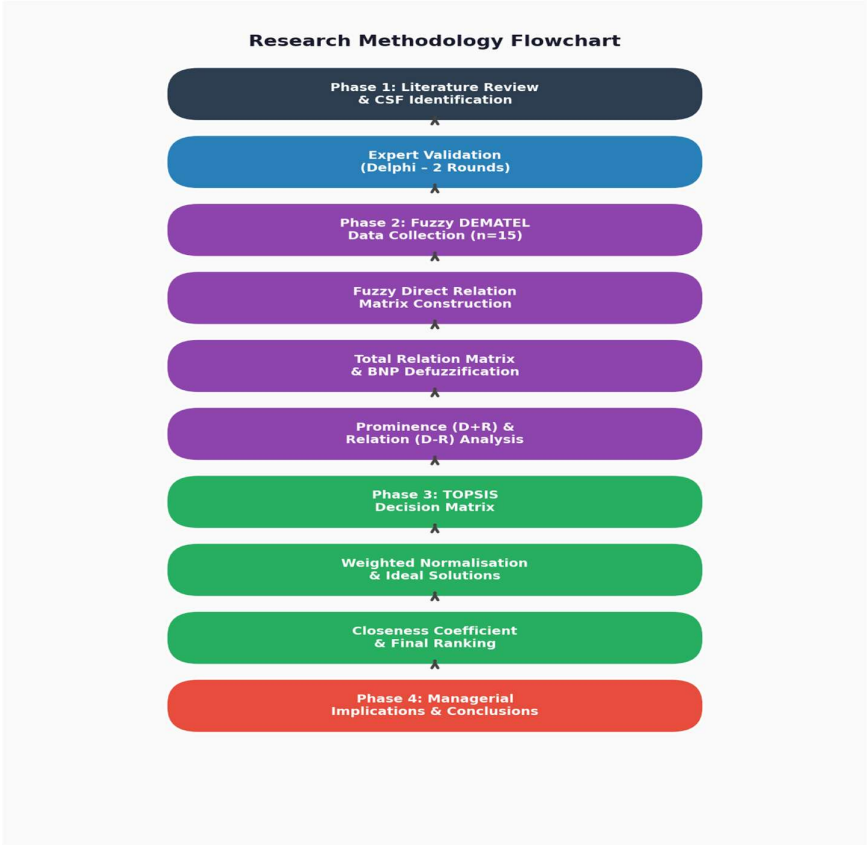 Research Methodology Flowchart
Phase 1: Literature Review
& CSF Identification
Expert Validation
(Delphi – 2 Rounds)
Phase 2: Fuzzy DEMATEL
Data Collection (n=15)
Fuzzy Direct Relation
Matrix Construction
Total Relation Matrix
& BNP Defuzzification
Prominence (D+R) &
Relation (D-R) Analysis
Phase 3: TOPSIS
Decision Matrix
Weighted Normalisation
& Ideal Solutions
Closeness Coefficient
& Final Ranking
Phase 4: Managerial
Implications & Conclusions